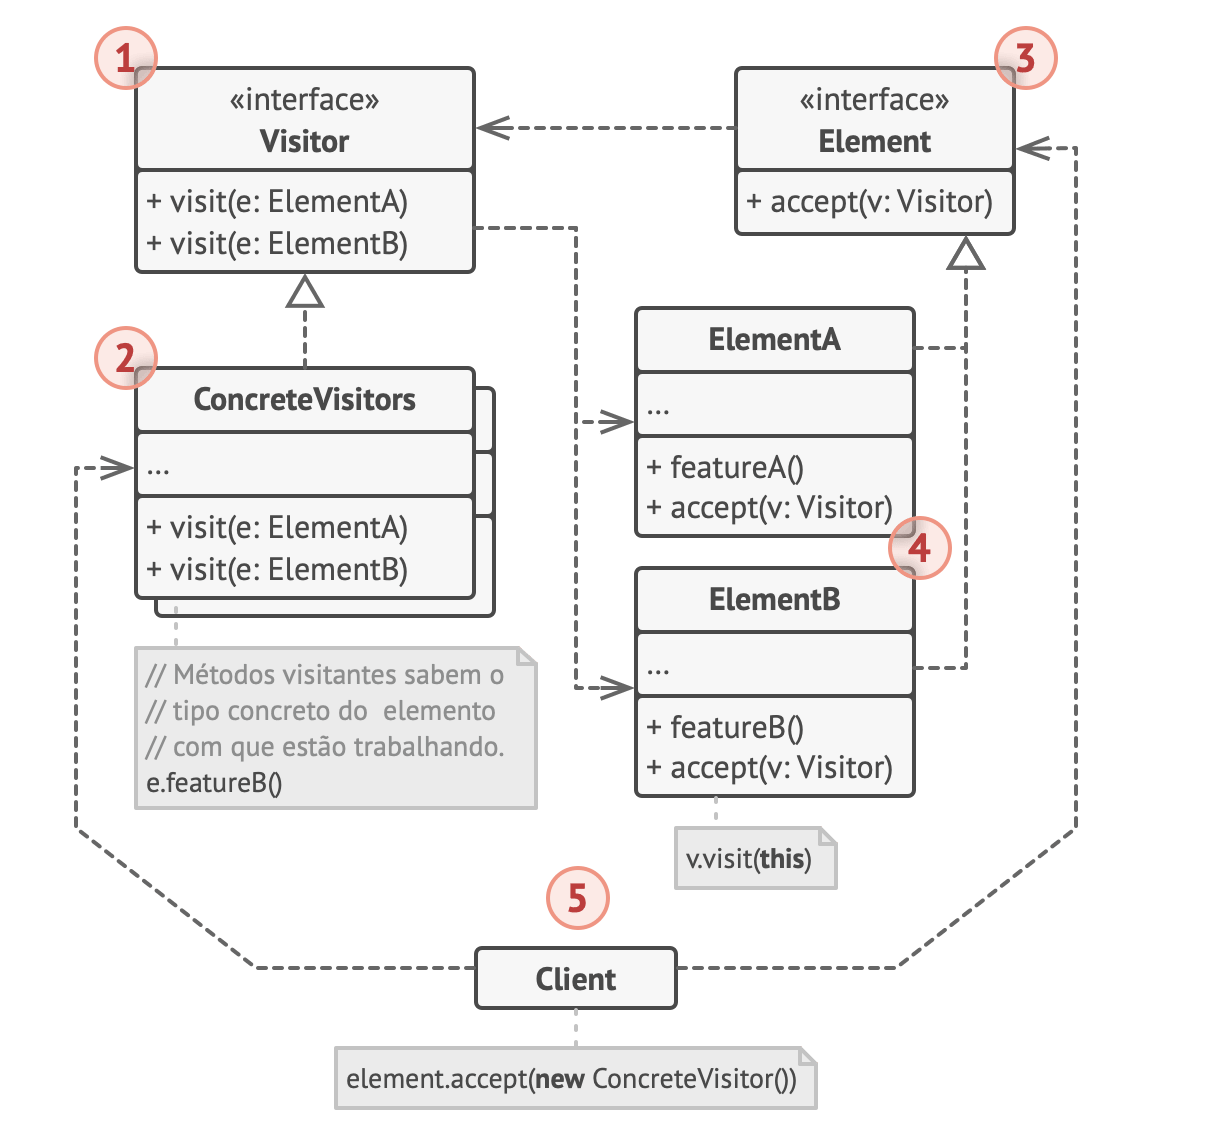 1
«interface»
Visitor
+ visit(e: ElementA)
+ visit(e: ElementB)
3
«interface»
Element
+ accept(v: Visitor)
2
ConcreteVisitors
...
+ visit(e: ElementA)
+ visit(e: ElementB)
// Métodos visitantes sabem o
// tipo concreto do elemento
// com que estão trabalhando.
e.featureB()
ElementA
...
+ featureA()
+ accept(v: Visitor)
4
ElementB
...
+ featureB()
+ accept(v: Visitor)
v.visit(this)
5
Client
element.accept(new ConcreteVisitor())